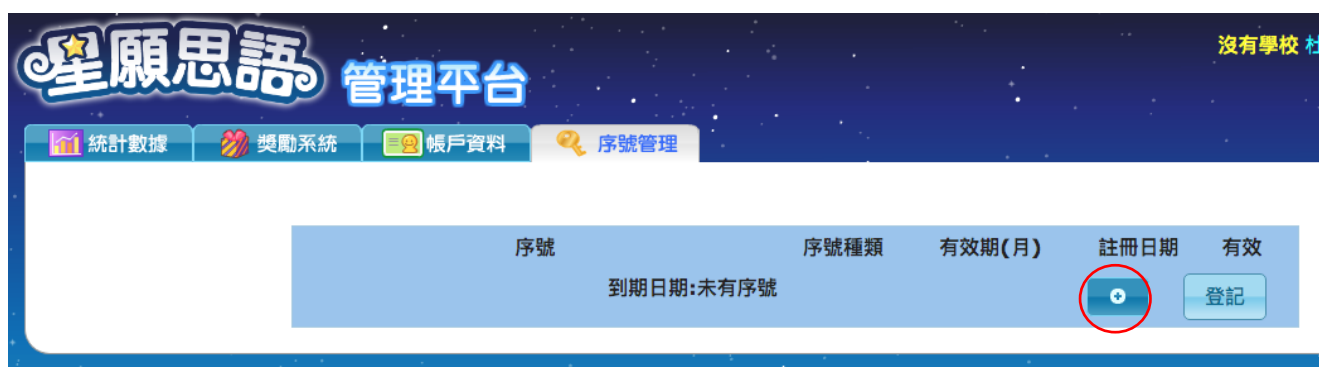 星願思語 管理平台
沒有學校
統計數據 獎勵系統 帳戶資料 序號管理
序號 序號種類 有效期(月) 註冊日期 有效
到期日期:未有序號 登記